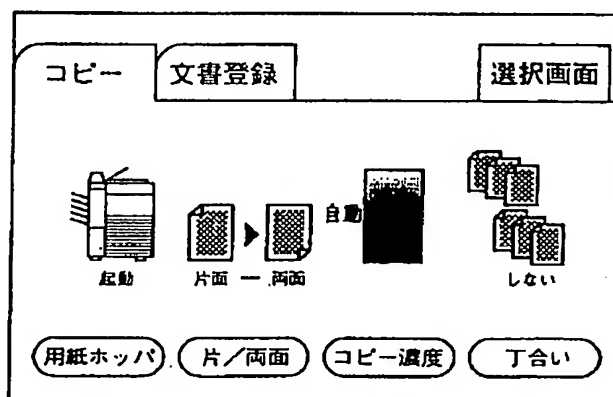 コピー 文書登録 選択画面
自動
起動 片面 — 両面 しない
用紙ホッパ 片／両面 コピー濃度 丁合い